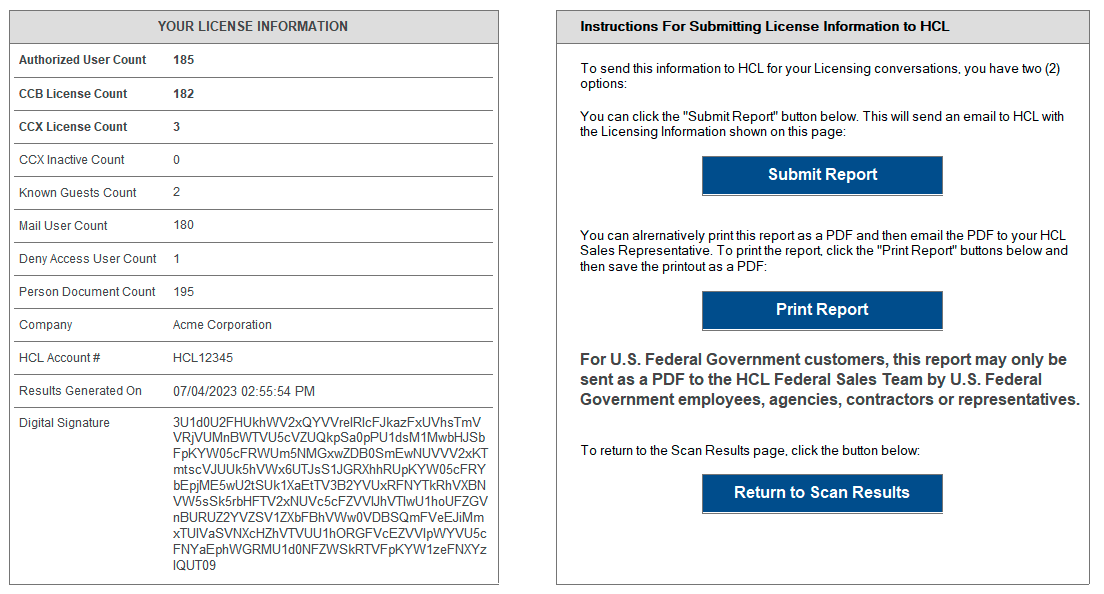 YOUR LICENSE INFORMATION
Authorized User Count 185
CCB License Count 182
CCX License Count 3
CCX Inactive Count 0
Known Guests Count 2
Mail User Count 180
Deny Access User Count 1
Person Document Count 195
Company Acme Corporation
HCL Account # HCL12345
Results Generated On 07/04/2023 02:55:54 PM
Digital Signature
Instructions For Submitting License Information to HCL
To send this information to HCL for your Licensing conversations, you have two (2)
options:
You can click the "Submit Report" button below. This will send an email to HCL with
the Licensing Information shown on this page:
Submit Report
You can alrernatively print this report as a PDF and then email the PDF to your HCL
Sales Representative. To print the report, click the "Print Report" buttons below and
then save the printout as a PDF:
Print Report
For U.S. Federal Government customers, this report may only be
sent as a PDF to the HCL Federal Sales Team by U.S. Federal
Government employees, agencies, contractors or representatives.
To return to the Scan Results page, click the button below:
Return to Scan Results